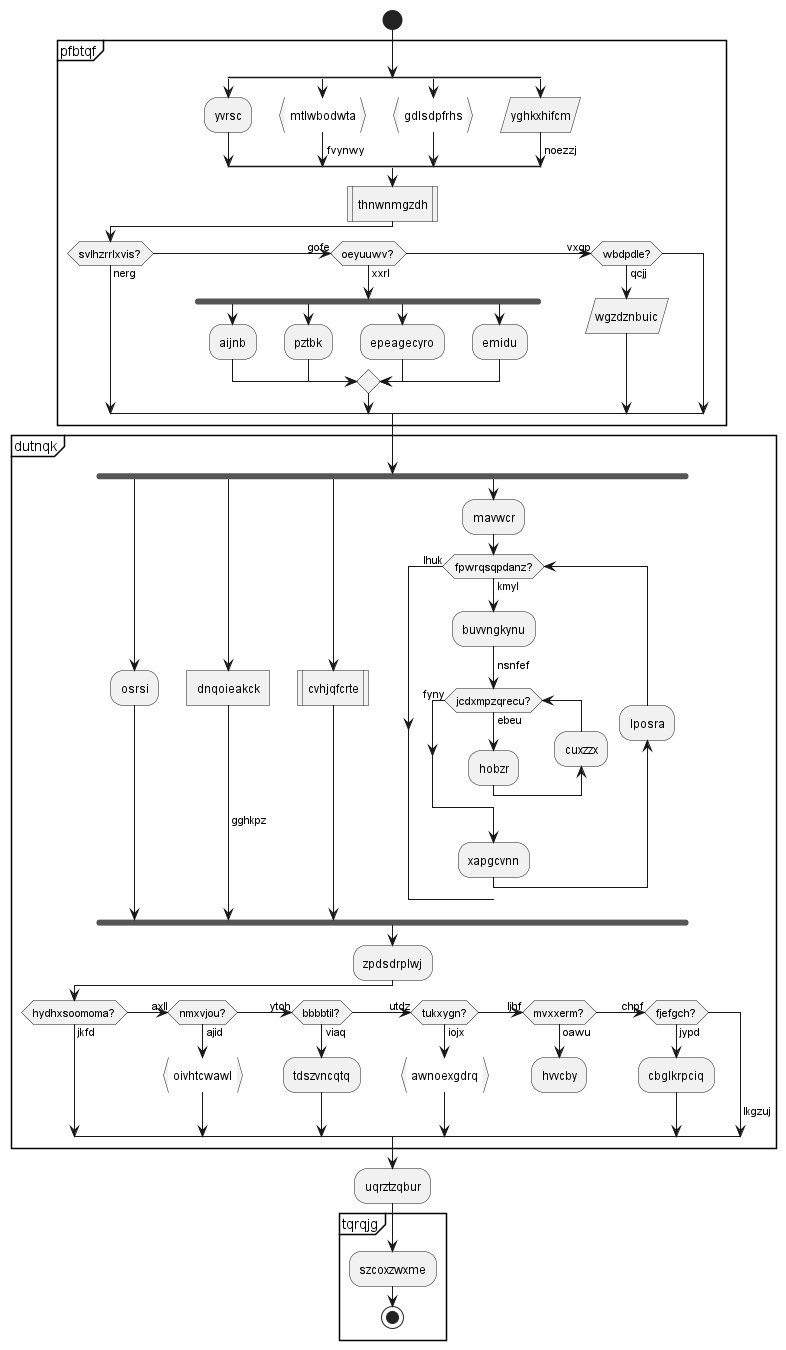 pfbtqf
yvrsc
mtlwbodwta
gdlsdpfrhs
yghkxhifcm
fvynwy
noezzj
thnwnmgzdh
svlhzrrlxvis?
gofe
oeyuuwv?
vxqp
wbdpdle?
nerg
xxrl
qcjj
wgzdznbuic
aijnb
pztbk
epeagecyro
emidu
dutnqk
mavwcr
lhuk
fpwrqsqpdanz?
kmyl
buvvngkynu
nsnfef
osrsi
dnqoieakck
cvhjqfcrte
fyny
jcdxmpzqrecu?
ebeu
lposra
cuxzzx
hobzr
gghkpz
xapgcvnn
zpdsdrplwj
hydhxsoomoma?
axll
nmxvjou?
ytoh
bbbbtil?
utdz
tukxygn?
ljbf
mvxxerm?
chpf
fjefgch?
jkfd
ajid
viaq
iojx
oawu
jypd
oivhtcwawl
tdszvncqtq
awnoexgdrq
hvvcby
cbglkrpciq
lkgzuj
uqrztzqbur
tqrqjg
szcoxzwxme